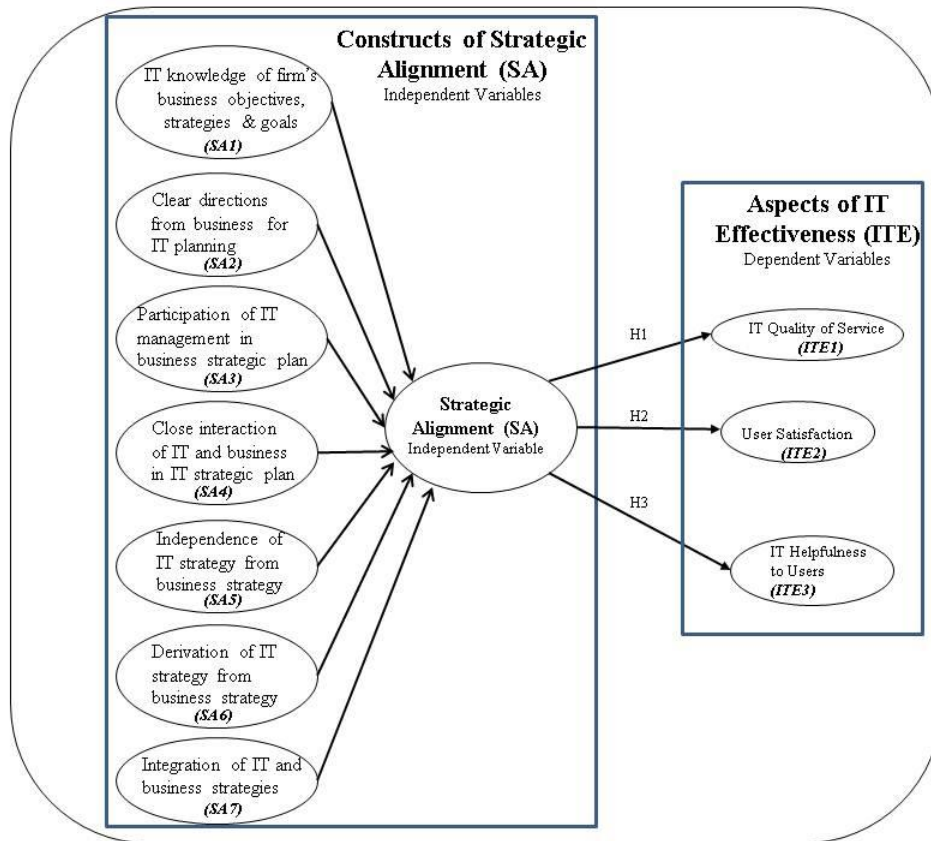 Constructs of Strategic
Alignment (SA)
Independent Variables
IT knowledge of firm's
business objectives,
strategies & goals
(SA1)
Clear directions
from business for
IT planning
(SA2)
Participation of IT
management in
business strategic plan
(SA3)
Close interaction
of IT and business
in IT strategic plan
(SA4)
Independence of
IT strategy from
business strategy
(SA5)
Derivation of IT
strategy from
business strategy
(SA6)
Integration of IT and
business strategies
(SA7)
Strategic
Alignment (SA)
Independent Variable
H1
H2
H3
Aspects of IT
Effectiveness (ITE)
Dependent Variables
IT Quality of Service
(ITE1)
User Satisfaction
(ITE2)
IT Helpfulness
to Users
(ITE3)